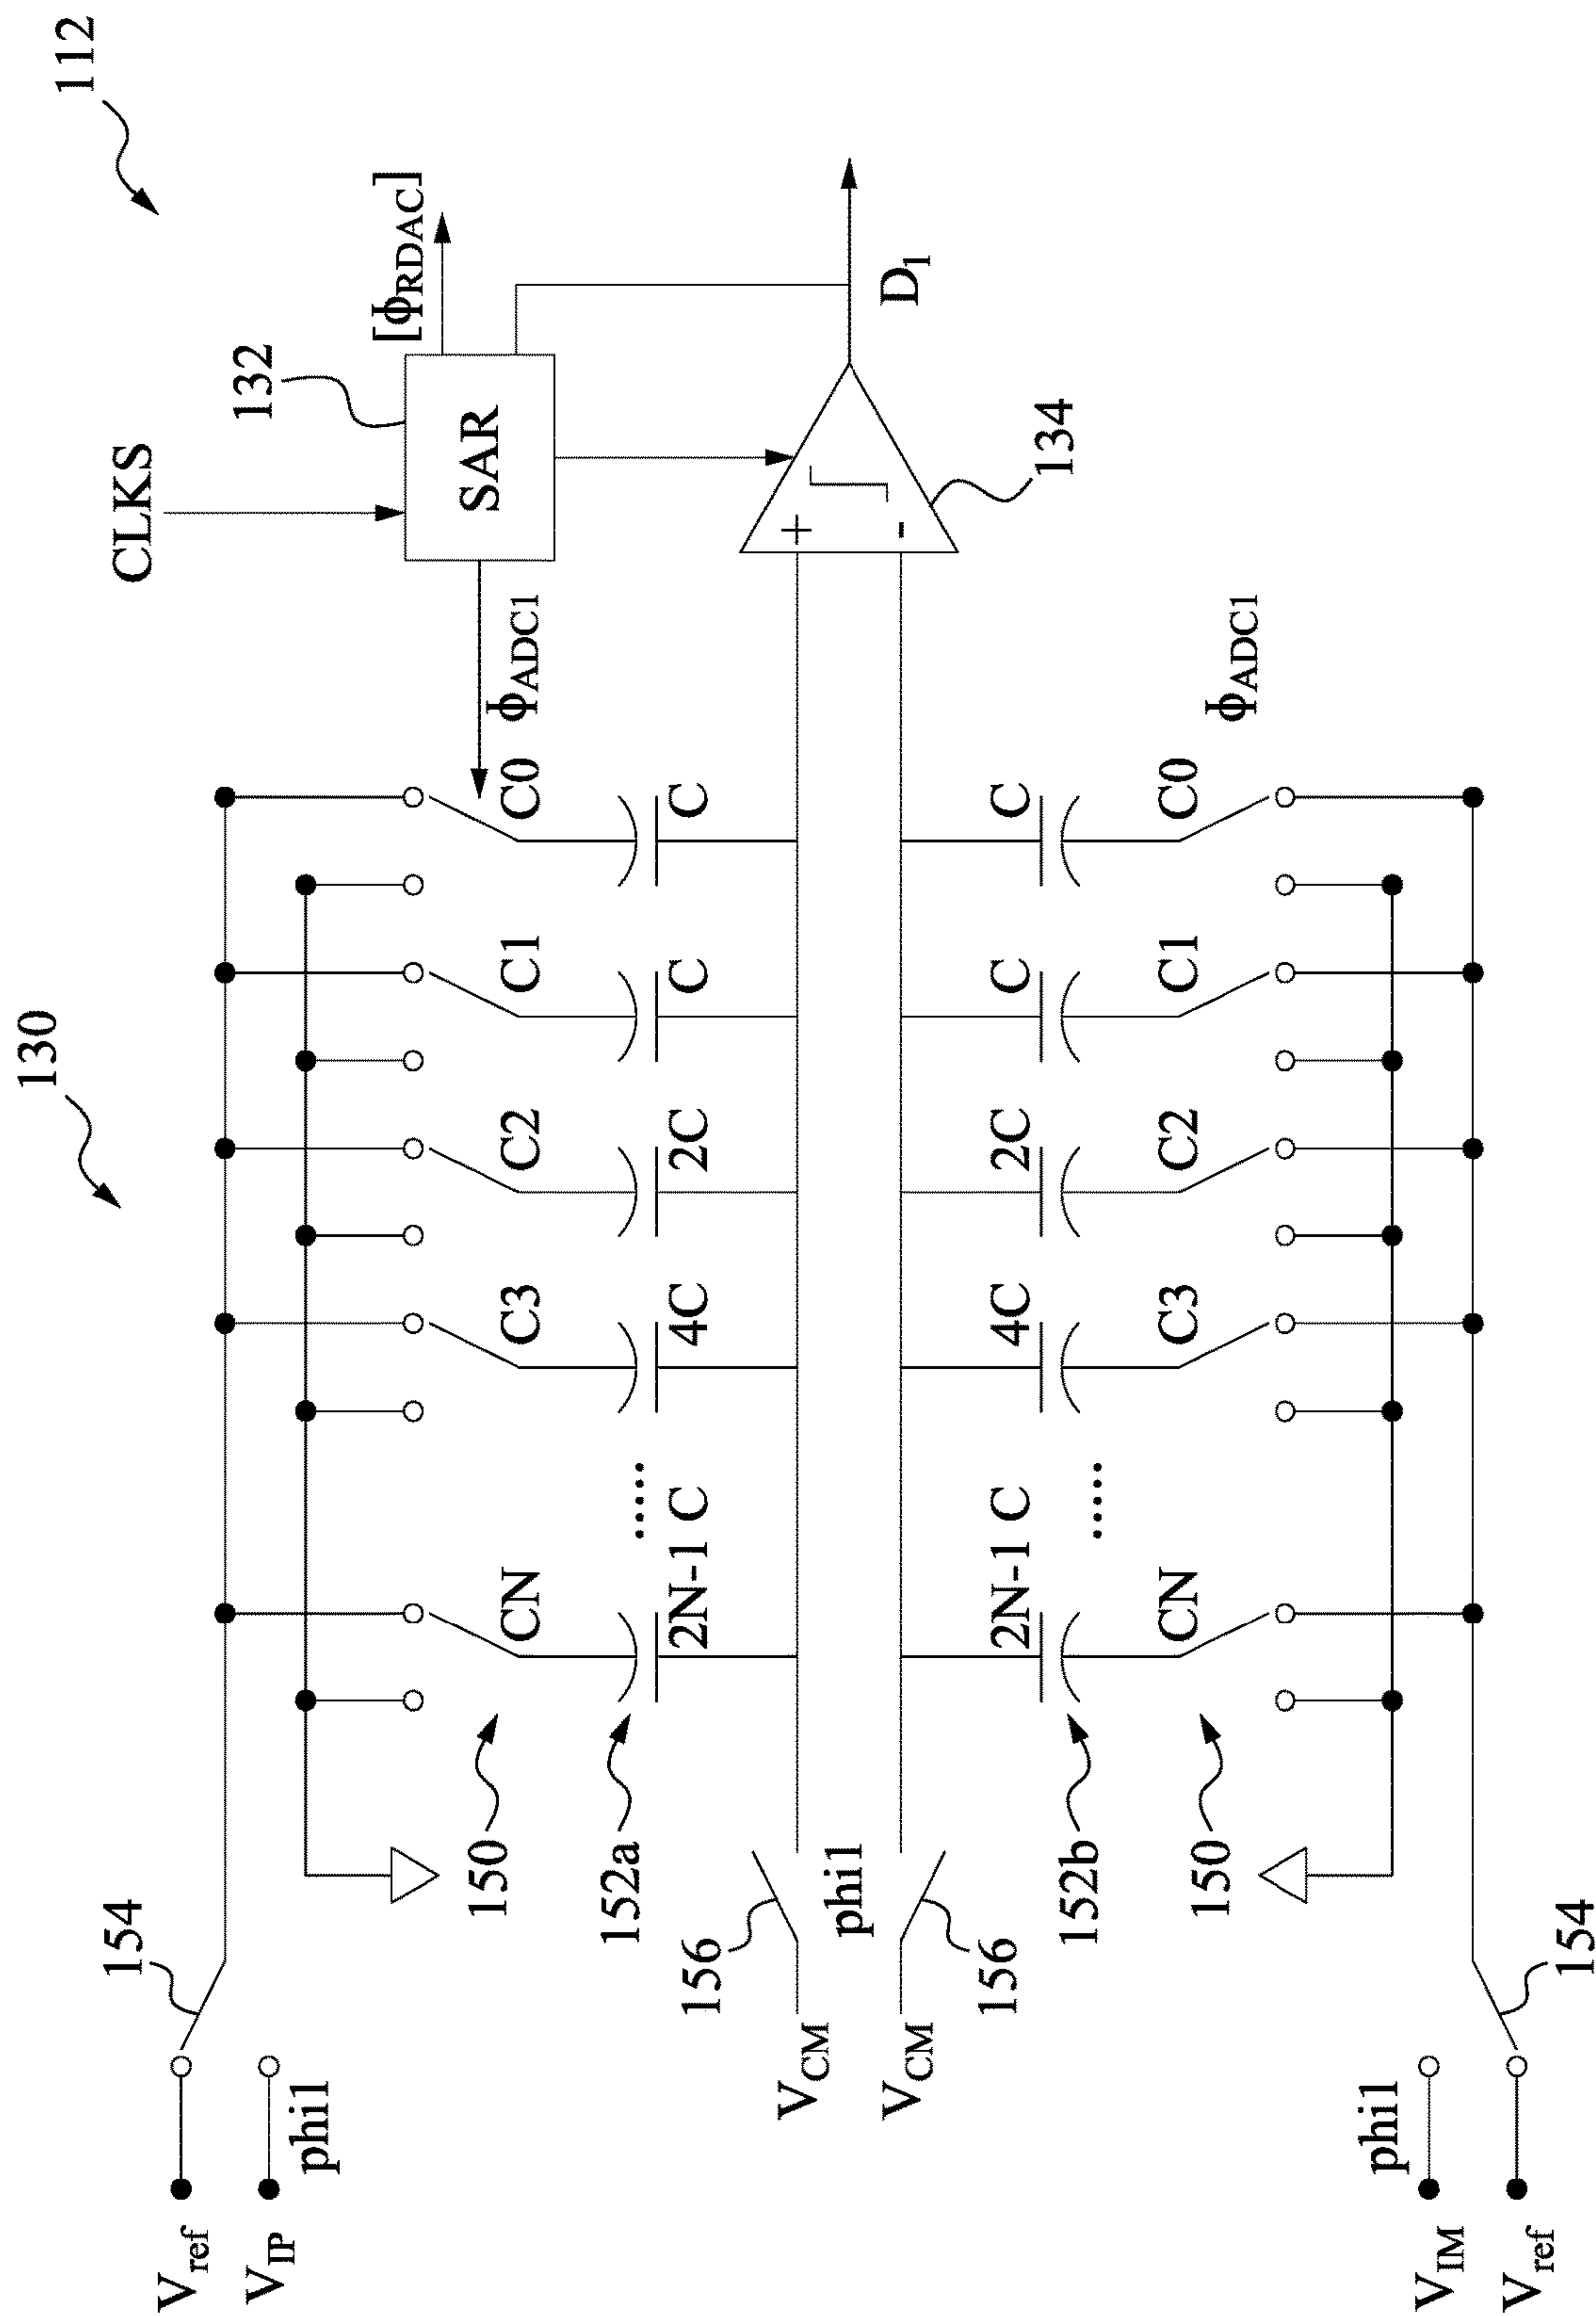 112
130
CLKS
132
[ϕRDAC]
SAR
ϕADC1
D1
134
+
-
154
Vref
VIP
phi1
CN
C3
C2
C1
C0
150
152a
.....
2N-1 C
4C
2C
C
C
156
VCM
phi1
VCM
156
152b
2N-1 C
4C
2C
C
C
.....
150
CN
C3
C2
C1
C0
ϕADC1
phi1
VIM
Vref
154